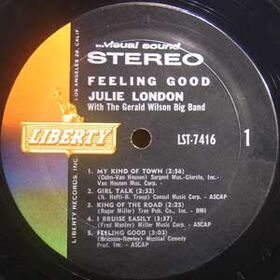 ...visual sound...
STEREO
FEELING GOOD
JULIE LONDON
With The Gerald Wilson Big Band
LIBERTY
LST-7416
1
1. MY KIND OF TOWN (2:56)
(Cahn-Van Heusen) Sargent Mus.-Glorste, Inc.-
Van Heusen Mus. Corp. -
2. GIRL TALK (2:32)
(N. Hefti-B. Troup) Consul Music Corp. - ASCAP
3. KING OF THE ROAD (2:25)
(Roger Miller) Tree Pub. Co., Inc. - BMI
4. I BRUISE EASILY (2:37)
(Fred Manley) Miller Music Corp. - ASCAP
5. FEELING GOOD (3:03)
(Bricusse-Newley) Musical Comedy
Prod. Inc. - ASCAP
LIBERTY RECORDS, INC.
LOS ANGELES 28, CALIF.